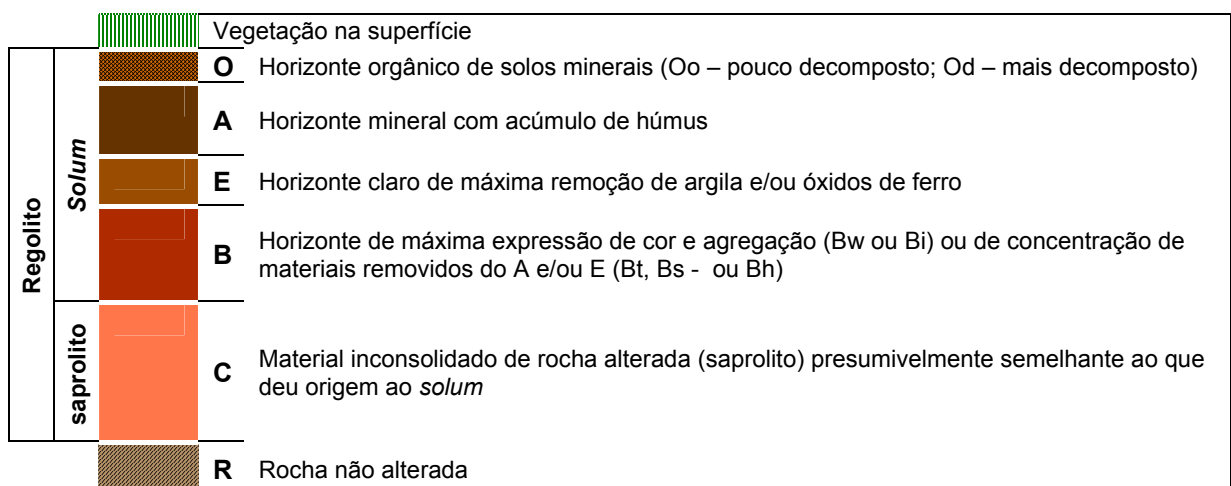 Vegetação na superfície
O Horizonte orgânico de solos minerais (Oo – pouco decomposto; Od – mais decomposto)
A Horizonte mineral com acúmulo de húmus
E Horizonte claro de máxima remoção de argila e/ou óxidos de ferro
B Horizonte de máxima expressão de cor e agregação (Bw ou Bi) ou de concentração de
materiais removidos do A e/ou E (Bt, Bs - ou Bh)
C Material inconsolidado de rocha alterada (saprolito) presumivelmente semelhante ao que
deu origem ao solum
R Rocha não alterada
Regolito
Solum
saprolito